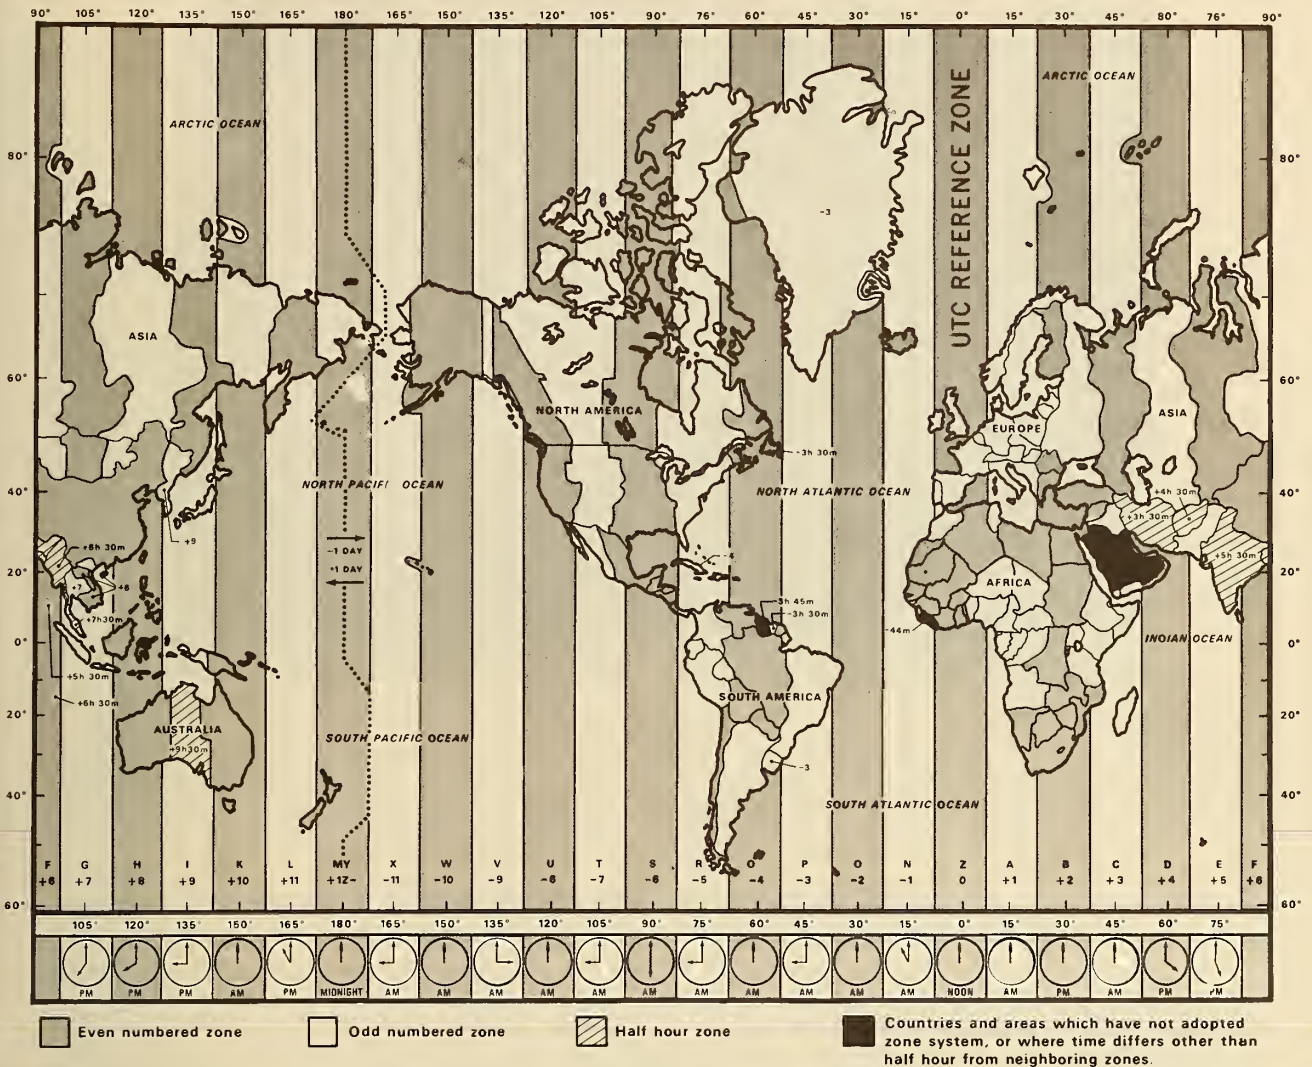 90° 105° 120° 135° 150° 165° 180° 165° 150° 135° 120° 105° 90° 75° 60° 45° 30° 15° 0° 15° 30° 45° 60° 76° 90°
ARCTIC OCEAN
ARCTIC OCEAN
UTC REFERENCE ZONE
80°
80°
-3
ASIA
60°
60°
NORTH AMERICA
ASIA
EUROPE
-3h 30m
NORTH PACIFI OCEAN
NORTH ATLANTIC OCEAN
40°
40°
+4h 30m
+3h 30m
+9
-1 DAY
+6h 30m
+5h 30m
-4
+1 DAY
20°
20°
+7
+8
AFRICA
3h 45m
-3h 30m
+7h30m
-44m
INDIAN OCEAN
0°
0°
+5h 30m
+6h 30m
SOUTH AMERICA
20°
20°
AUSTRALIA
SOUTH PACIFIC OCEAN
+9h30m
-3
40°
40°
SOUTH ATLANTIC OCEAN
F G H I K L MY X W V U T S R Q P O N Z A B C D E F
+6 +7 +8 +9 +10 +11 +12- -11 -10 -9 -8 -7 -6 -5 -4 -3 -2 -1 0 +1 +2 +3 +4 +5 +6
60°
60°
105° 120° 135° 150° 165° 180° 165° 150° 135° 120° 105° 90° 75° 60° 45° 30° 15° 0° 15° 30° 45° 60° 75°
PM PM PM AM PM MIDNIGHT AM AM AM AM AM AM AM AM AM AM AM NOON AM PM AM PM PM
Even numbered zone
Odd numbered zone
Half hour zone
Countries and areas which have not adopted
zone system, or where time differs other than
half hour from neighboring zones.